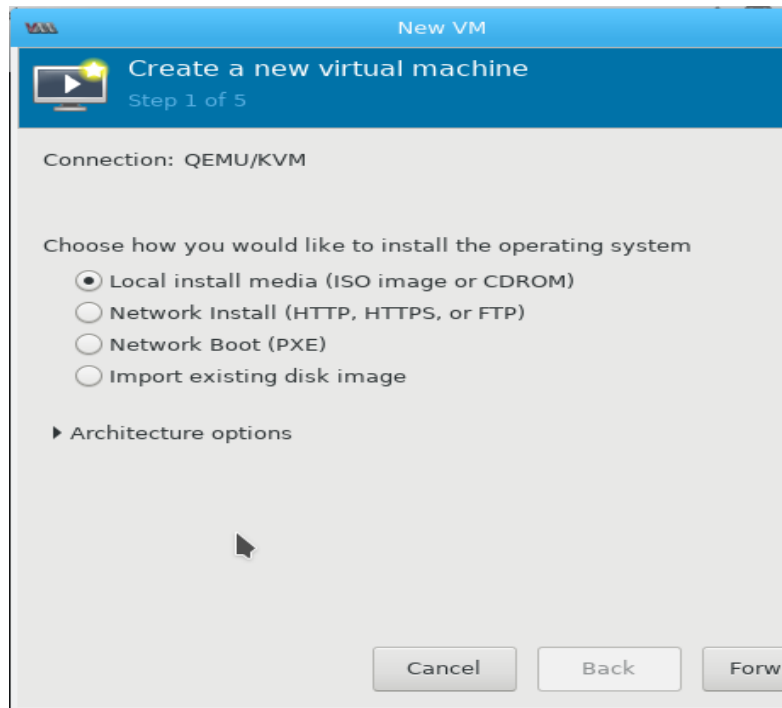 New VM
Create a new virtual machine
Step 1 of 5
Connection: QEMU/KVM
Choose how you would like to install the operating system
Local install media (ISO image or CDROM)
Network Install (HTTP, HTTPS, or FTP)
Network Boot (PXE)
Import existing disk image
Architecture options
Cancel Back Forw